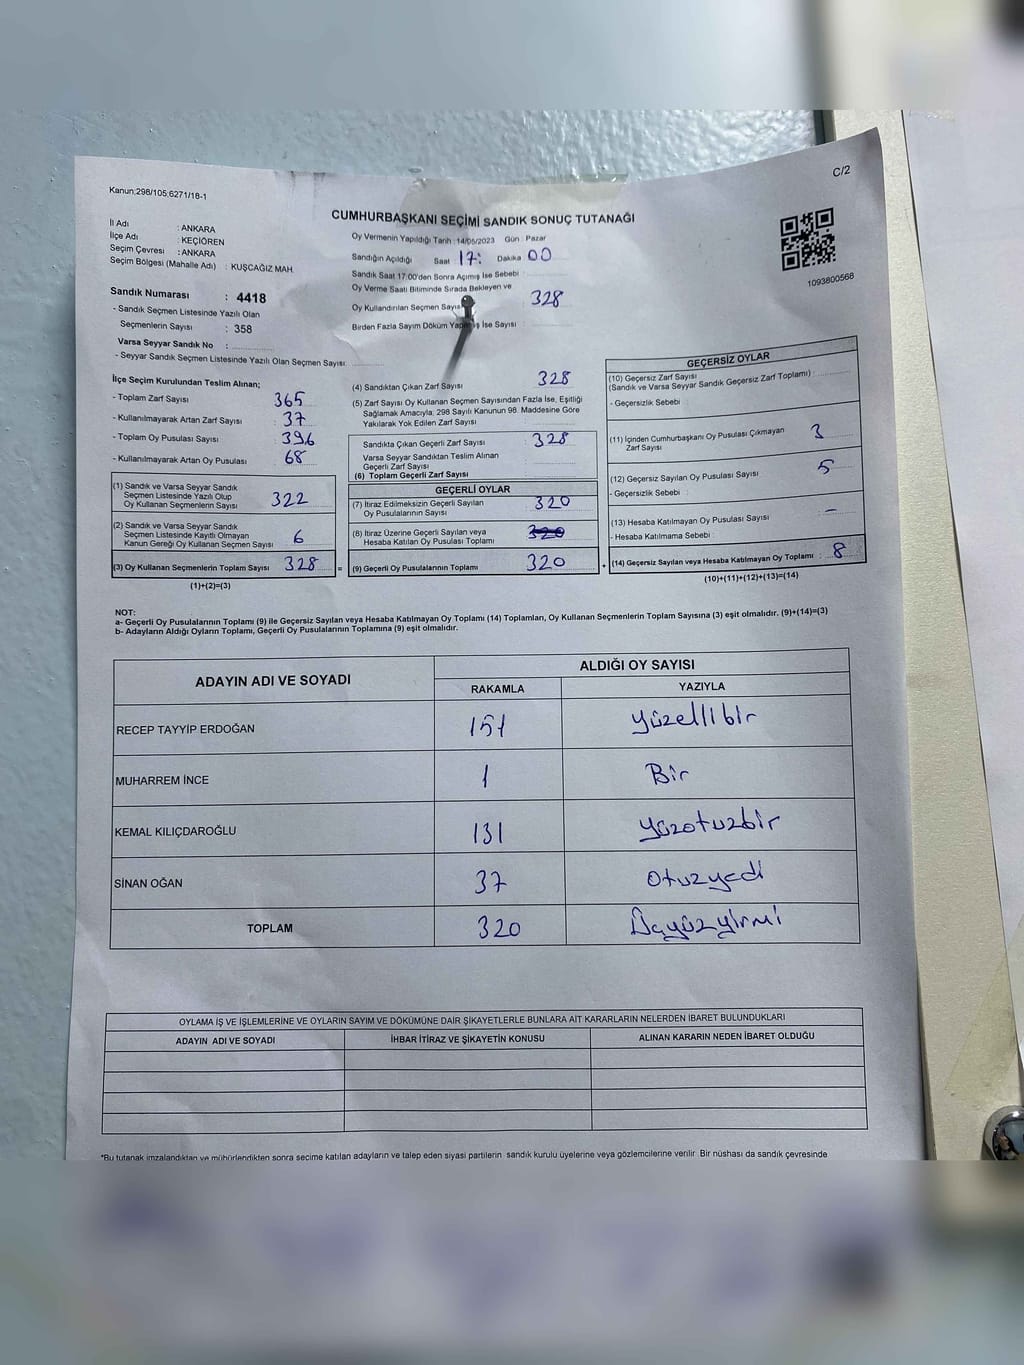 Kanun:298/105;6271/18-1
C/2
CUMHURBAŞKANI SEÇİMİ SANDIK SONUÇ TUTANAĞI
İl Adı : ANKARA
İlçe Adı : KEÇİÖREN
Seçim Çevresi : ANKARA
Seçim Bölgesi (Mahalle Adı) : KUŞCAĞIZ MAH.
Oy Vermenin Yapıldığı Tarih :14/05/2023 Gün : Pazar
Sandığın Açıldığı Saat 17: Dakika 00
Sandık Saat 17:00'den Sonra Açılmış İse Sebebi :
Oy Verme Saati Bitiminde Sırada Bekleyen ve
Oy Kullandırılan Seçmen 328
Birden Fazla Sayım Döküm İse Sayısı :
1093800568
Sandık Numarası : 4418
- Sandık Seçmen Listesinde Yazılı Olan
Seçmenlerin Sayısı : 358
Varsa Seyyar Sandık No :
- Seyyar Sandık Seçmen Listesinde Yazılı Olan Seçmen Sayısı:
İlçe Seçim Kurulundan Teslim Alınan;
- Toplam Zarf Sayısı : 365
- Kullanılmayarak Artan Zarf Sayısı : 37
- Toplam Oy Pusulası Sayısı : 396
- Kullanılmayarak Artan Oy Pusulası : 68
(1) Sandık ve Varsa Seyyar Sandık
Seçmen Listesinde Yazılı Olup
Oy Kullanan Seçmenlerin Sayısı : 322
(2) Sandık ve Varsa Seyyar Sandık
Seçmen Listesinde Kayıtlı Olmayan
Kanun Gereği Oy Kullanan Seçmen Sayısı : 6
(3) Oy Kullanan Seçmenlerin Toplam Sayısı : 328
(1)+(2)=(3)
=
(4) Sandıktan Çıkan Zarf Sayısı : 328
(5) Zarf Sayısı Oy Kullanan Seçmen Sayısından Fazla İse, Eşitliği
Sağlamak Amacıyla; 298 Sayılı Kanunun 98. Maddesine Göre
Yakılarak Yok Edilen Zarf Sayısı :
Sandıkta Çıkan Geçerli Zarf Sayısı : 328
Varsa Seyyar Sandıktan Teslim Alınan
Geçerli Zarf Sayısı :
(6) Toplam Geçerli Zarf Sayısı
GEÇERLİ OYLAR
(7) İtiraz Edilmeksizin Geçerli Sayılan
Oy Pusulalarının Sayısı : 320
(8) İtiraz Üzerine Geçerli Sayılan veya
Hesaba Katılan Oy Pusulası Toplamı : 320
(9) Geçerli Oy Pusulalarının Toplamı : 320
+
GEÇERSİZ OYLAR
(10) Geçersiz Zarf Sayısı
(Sandık ve Varsa Seyyar Sandık Geçersiz Zarf Toplamı) :
- Geçersizlik Sebebi :
(11) İçinden Cumhurbaşkanı Oy Pusulası Çıkmayan
Zarf Sayısı : 3
(12) Geçersiz Sayılan Oy Pusulası Sayısı : 5
- Geçersizlik Sebebi :
(13) Hesaba Katılmayan Oy Pusulası Sayısı : -
- Hesaba Katılmama Sebebi :
(14) Geçersiz Sayılan veya Hesaba Katılmayan Oy Toplamı : 8
(10)+(11)+(12)+(13)=(14)
NOT:
a- Geçerli Oy Pusulalarının Toplamı (9) ile Geçersiz Sayılan veya Hesaba Katılmayan Oy Toplamı (14) Toplamları, Oy Kullanan Seçmenlerin Toplam Sayısına (3) eşit olmalıdır. (9)+(14)=(3)
b- Adayların Aldığı Oyların Toplamı, Geçerli Oy Pusulalarının Toplamına (9) eşit olmalıdır.
ADAYIN ADI VE SOYADI
ALDIĞI OY SAYISI
RAKAMLA YAZIYLA
RECEP TAYYİP ERDOĞAN 151 Yüzellibir
MUHARREM İNCE 1 Bir
KEMAL KILIÇDAROĞLU 131 Yüzotuzbir
SİNAN OĞAN 37 Otuzyedi
TOPLAM 320 Üçyüzyirmi
OYLAMA İŞ VE İŞLEMLERİNE VE OYLARIN SAYIM VE DÖKÜMÜNE DAİR ŞİKAYETLERLE BUNLARA AİT KARARLARIN NELERDEN İBARET BULUNDUKLARI
ADAYIN ADI VE SOYADI İHBAR İTİRAZ VE ŞİKAYETİN KONUSU ALINAN KARARIN NEDEN İBARET OLDUĞU
*Bu tutanak imzalandıktan ve mühürlendikten sonra seçime katılan adayların ve talep eden siyasi partilerin sandık kurulu üyelerine veya gözlemcilerine verilir. Bir nüshası da sandık çevresinde